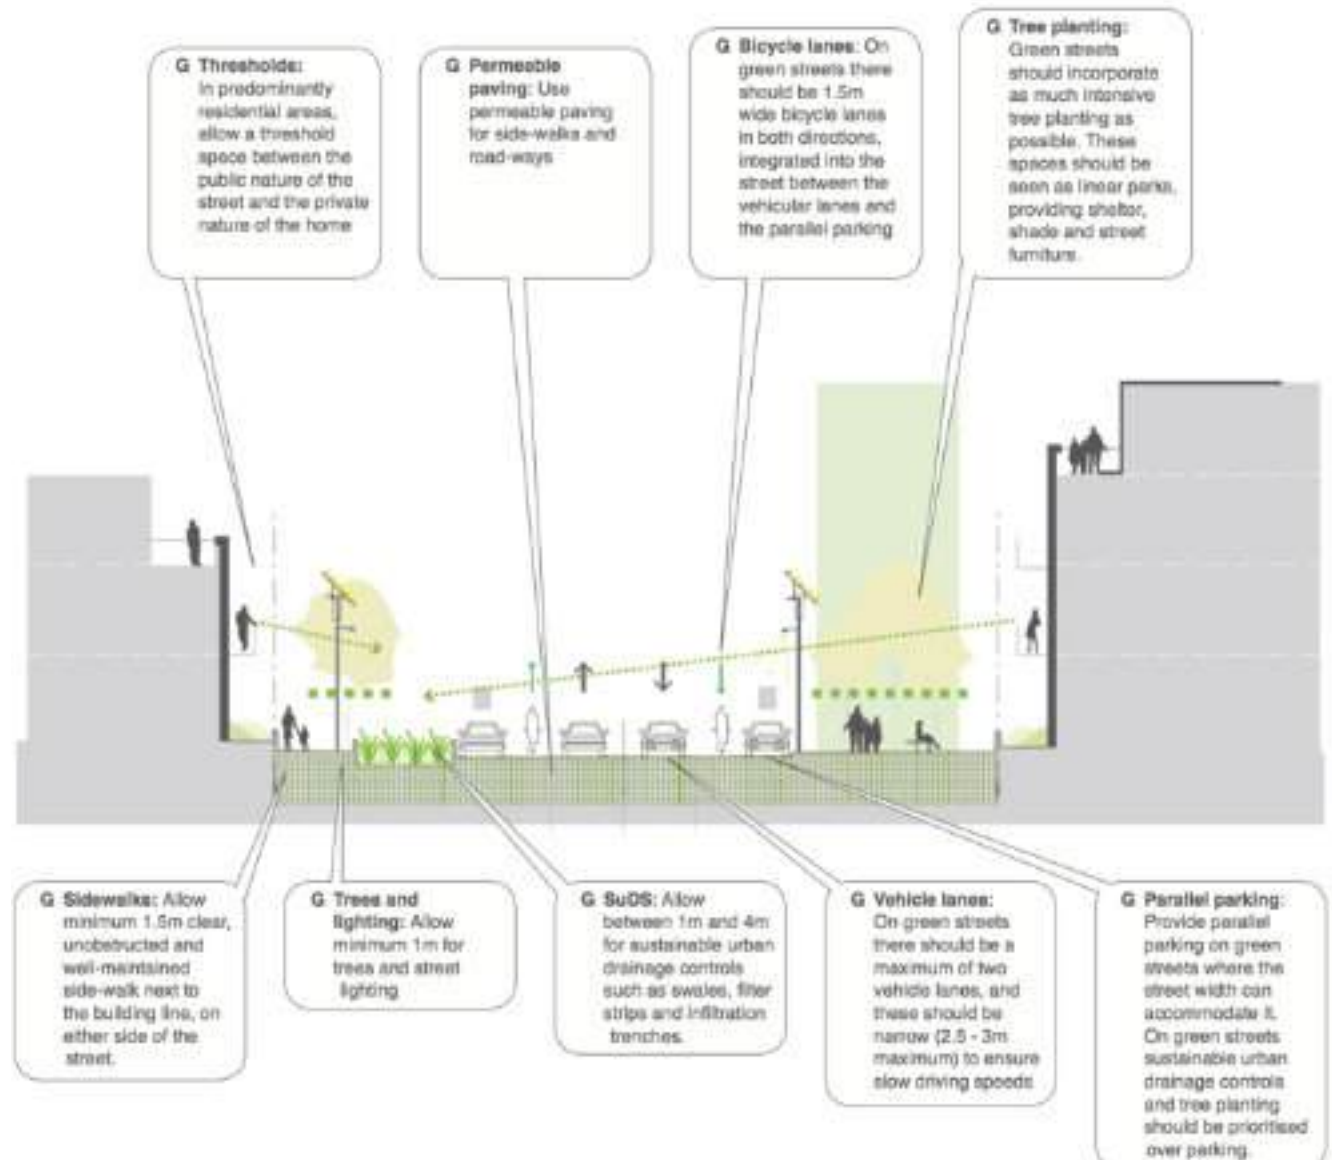 G Thresholds:
In predominantly
residential areas,
allow a threshold
space between the
public nature of the
street and the private
nature of the home
G Permeable
paving: Use
permeable paving
for side-walks and
road-ways
G Bicycle lanes: On
green streets there
should be 1.5m
wide bicycle lanes
in both directions,
integrated into the
street between the
vehicular lanes and
the parallel parking
G Tree planting:
Green streets
should incorporate
as much intensive
tree planting as
possible. These
spaces should be
seen as linear parks,
providing shelter,
shade and street
furniture.
G Sidewalks: Allow
minimum 1.5m clear,
unobstructed and
well-maintained
side-walk next to
the building line, on
either side of the
street.
G Trees and
lighting: Allow
minimum 1m for
trees and street
lighting
G SuDS: Allow
between 1m and 4m
for sustainable urban
drainage controls
such as swales, filter
strips and infiltration
trenches.
G Vehicle lanes:
On green streets
there should be a
maximum of two
vehicle lanes, and
these should be
narrow (2.5 - 3m
maximum) to ensure
slow driving speeds
G Parallel parking:
Provide parallel
parking on green
streets where the
street width can
accommodate it.
On green streets
sustainable urban
drainage controls
and tree planting
should be prioritised
over parking.